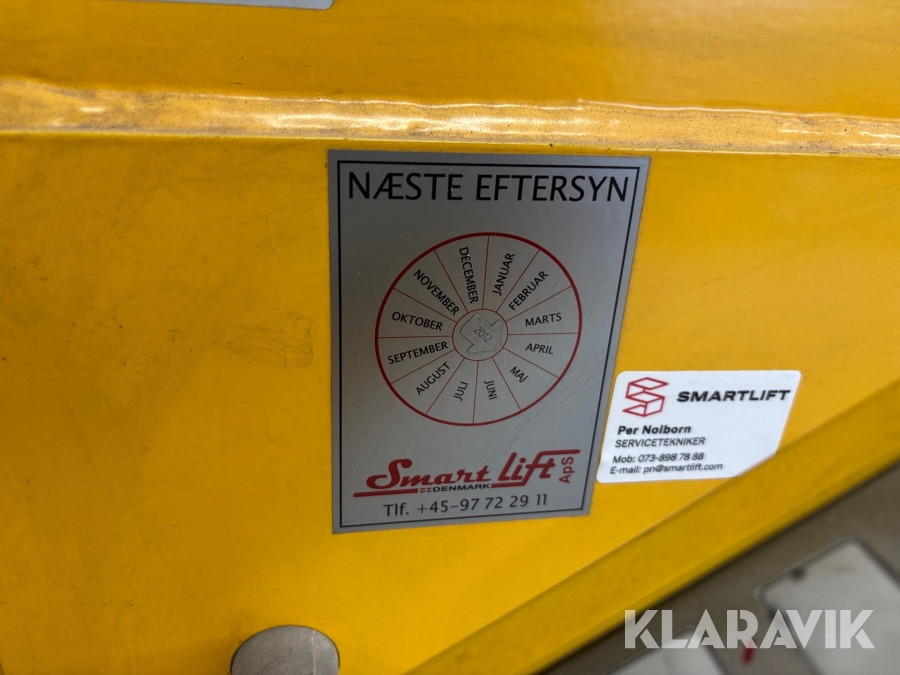 NÆSTE EFTERSYN
JANUAR
FEBRUAR
MARTS
APRIL
MAJ
JUNI
JULI
AUGUST
SEPTEMBER
OKTOBER
NOVEMBER
DECEMBER
2012
Smart Lift ApS
DENMARK
Tlf. +45-97 72 29 11
SMARTLIFT
Per Nolborn
SERVICETEKNIKER
Mob: 073-898 78 88
E-mail: pn@smartlift.com
KLARAVIK